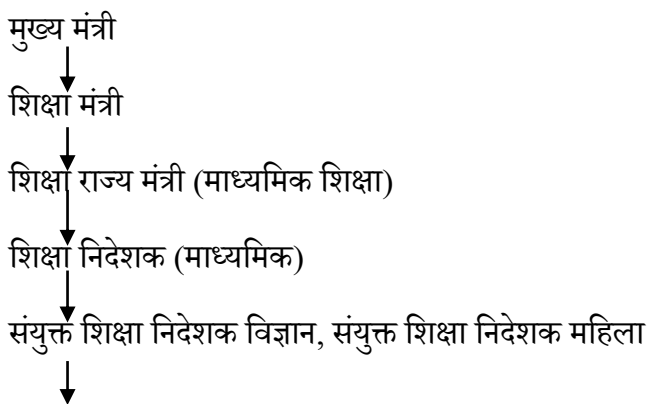 मुख्य मंत्री
शिक्षा मंत्री
शिक्षा राज्य मंत्री (माध्यमिक शिक्षा)
शिक्षा निदेशक (माध्यमिक)
संयुक्त शिक्षा निदेशक विज्ञान, संयुक्त शिक्षा निदेशक महिला